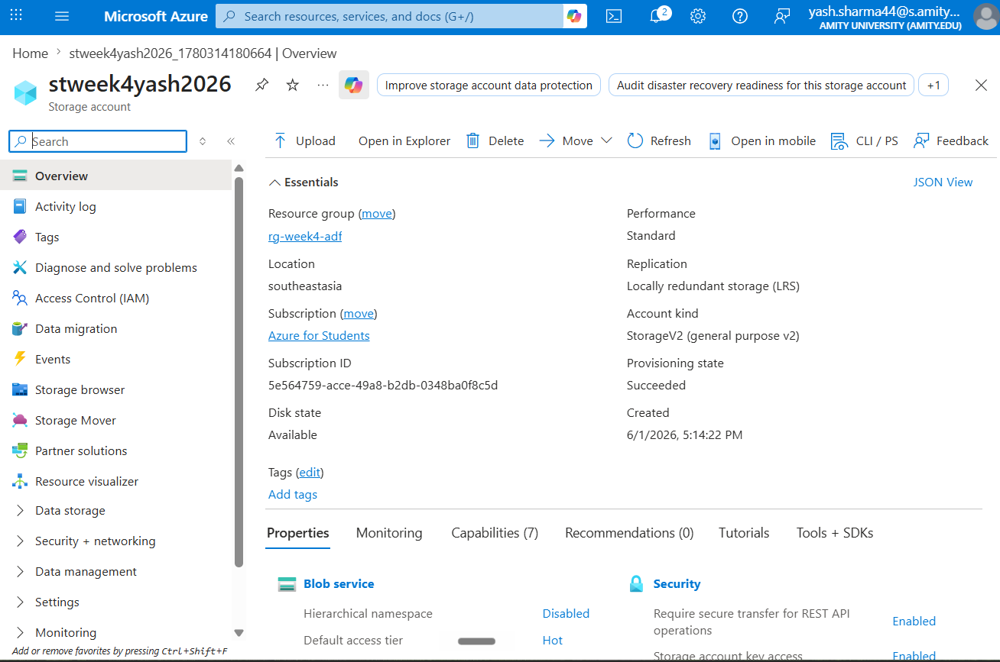 Microsoft Azure
Search resources, services, and docs (G+/)
2
yash.sharma44@s.amity...
AMITY UNIVERSITY (AMITY.EDU)
Home > stweek4yash2026_1780314180664 | Overview
stweek4yash2026
...
Improve storage account data protection
Audit disaster recovery readiness for this storage account
+1
Storage account
Search
Upload
Open in Explorer
Delete
Move
Refresh
Open in mobile
CLI / PS
Feedback
Overview
Activity log
Tags
Diagnose and solve problems
Access Control (IAM)
Data migration
Events
Storage browser
Storage Mover
Partner solutions
Resource visualizer
Data storage
Security + networking
Data management
Settings
Monitoring
Add or remove favorites by pressing Ctrl+Shift+F
Essentials
JSON View
Resource group (move)
rg-week4-adf
Location
southeastasia
Subscription (move)
Azure for Students
Subscription ID
5e564759-acce-49a8-b2db-0348ba0f8c5d
Disk state
Available
Performance
Standard
Replication
Locally redundant storage (LRS)
Account kind
StorageV2 (general purpose v2)
Provisioning state
Succeeded
Created
6/1/2026, 5:14:22 PM
Tags (edit)
Add tags
Properties
Monitoring
Capabilities (7)
Recommendations (0)
Tutorials
Tools + SDKs
Blob service
Hierarchical namespace
Disabled
Default access tier
Hot
Security
Require secure transfer for REST API
operations
Enabled
Storage account key access
Enabled